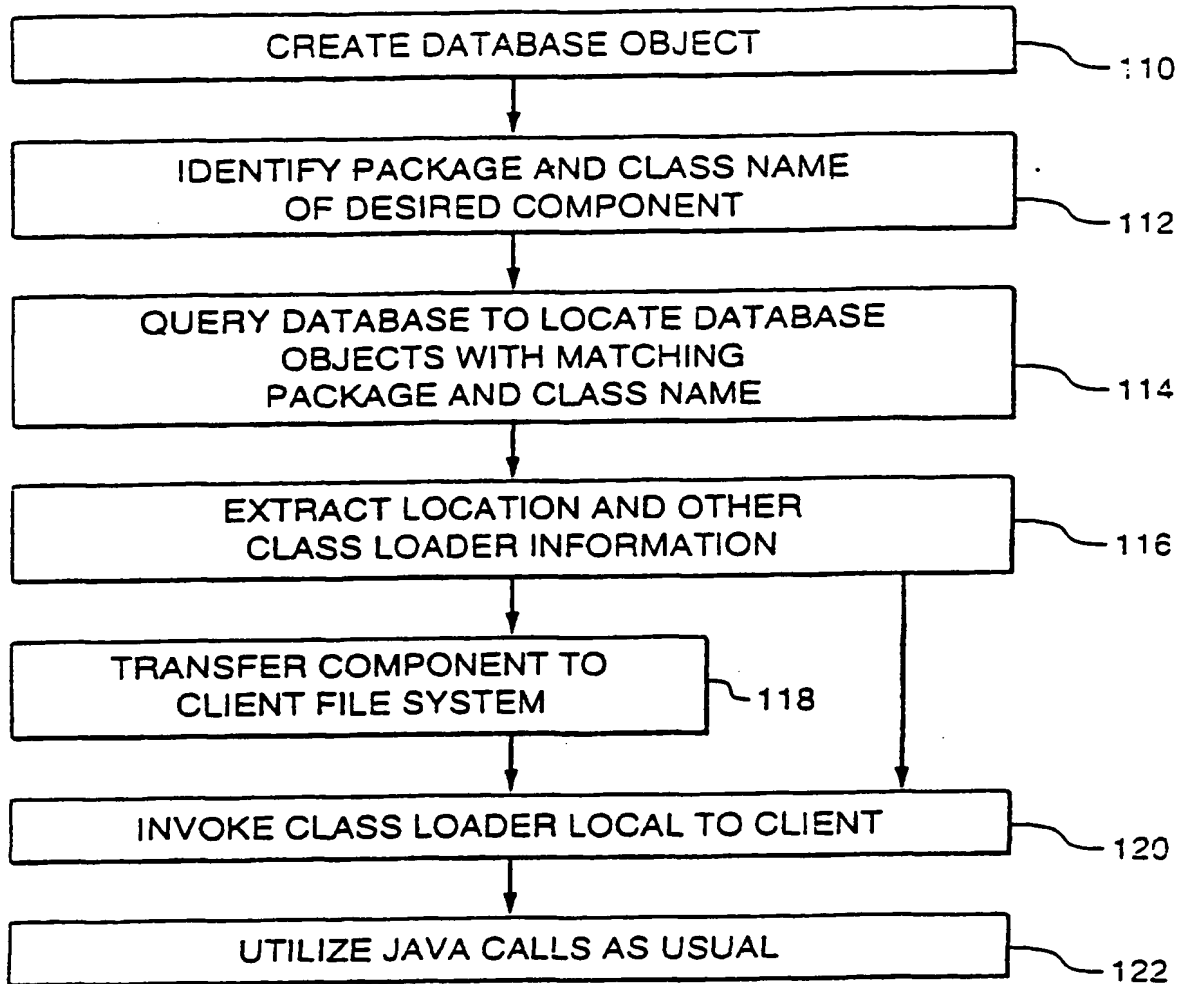 CREATE DATABASE OBJECT
110
IDENTIFY PACKAGE AND CLASS NAME
OF DESIRED COMPONENT
112
QUERY DATABASE TO LOCATE DATABASE
OBJECTS WITH MATCHING
PACKAGE AND CLASS NAME
114
EXTRACT LOCATION AND OTHER
CLASS LOADER INFORMATION
116
TRANSFER COMPONENT TO
CLIENT FILE SYSTEM
118
INVOKE CLASS LOADER LOCAL TO CLIENT
120
UTILIZE JAVA CALLS AS USUAL
122